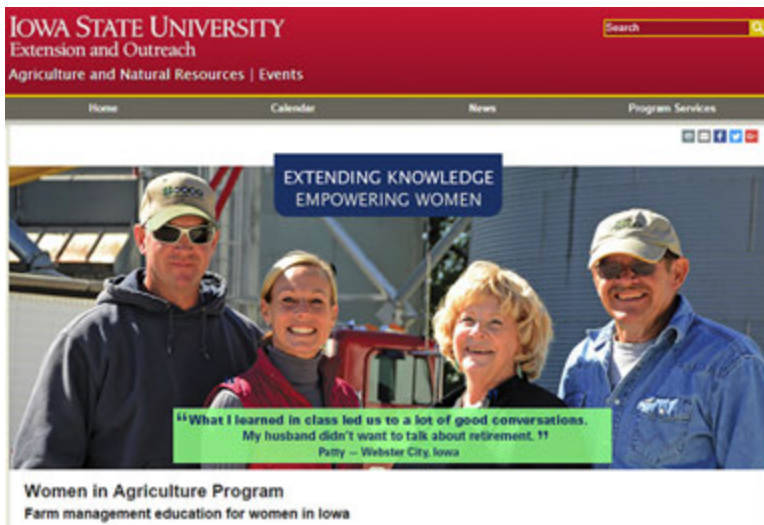 IOWA STATE UNIVERSITY
Extension and Outreach
Search
Agriculture and Natural Resources | Events
Home Calendar News Program Services
EXTENDING KNOWLEDGE
EMPOWERING WOMEN
“What I learned in class led us to a lot of good conversations.
My husband didn't want to talk about retirement.”
Patty — Webster City, Iowa
Women in Agriculture Program
Farm management education for women in Iowa